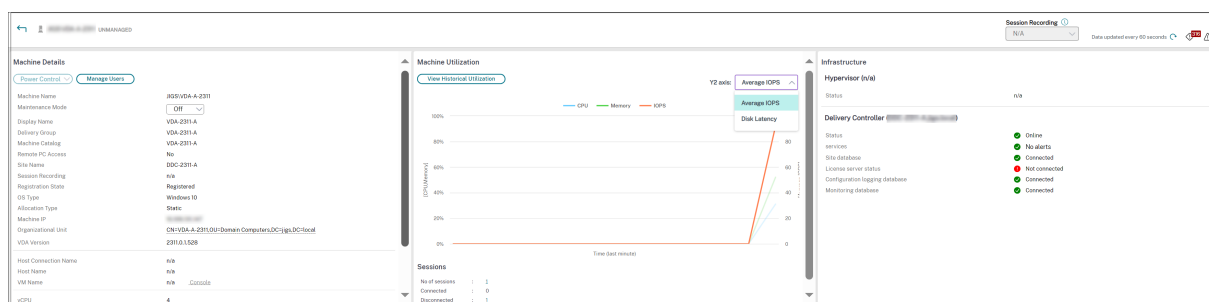 UNMANAGED
Session Recording
N/A
Data updated every 60 seconds
316
Machine Details
Power Control
Manage Users
Machine Name JIGS\VDA-A-2311
Maintenance Mode Off
Display Name VDA-2311-A
Delivery Group VDA-2311-A
Machine Catalog VDA-2311-A
Remote PC Access No
Site Name DDC-2311-A
Session Recording n/a
Registration State Registered
OS Type Windows 10
Allocation Type Static
Machine IP
Organizational Unit CN=VDA-A-2311,OU=Domain Computers,DC=jigs,DC=local
VDA Version 2311.0.1.528
Host Connection Name n/a
Host Name n/a
VM Name n/a Console
vCPU 4
Machine Utilization
View Historical Utilization
Y2 axis: Average IOPS
Average IOPS
Disk Latency
CPU Memory IOPS
100%
80% 80
60% 60
40% 40
20% 20
0% 0
[CPU,Memory]
Time (last minute)
Sessions
No of sessions : 1
Connected : 0
Disconnected : 1
Infrastructure
Hypervisor (n/a)
Status n/a
Delivery Controller (
Status Online
services No alerts
Site database Connected
License server status Not connected
Configuration logging database Connected
Monitoring database Connected